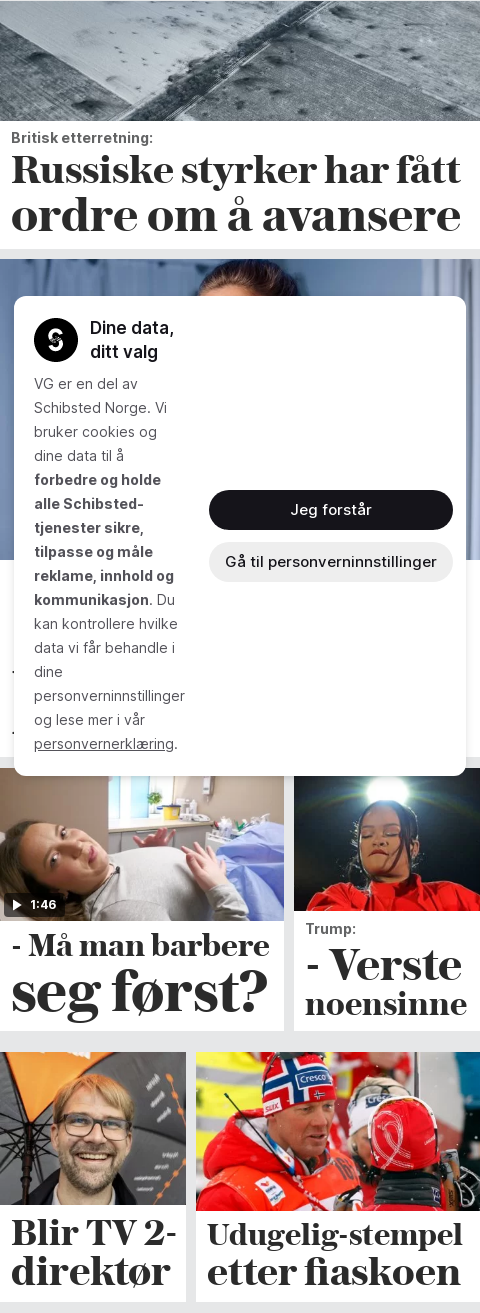 Britisk etterretning:
Russiske styrker har fått
ordre om å avansere
Dine data,
ditt valg
VG er en del av
Schibsted Norge. Vi
bruker cookies og
dine data til å
forbedre og holde
alle Schibsted-
tjenester sikre,
tilpasse og måle
reklame, innhold og
kommunikasjon. Du
kan kontrollere hvilke
data vi får behandle i
dine
personverninnstillinger
og lese mer i vår
personvernerklæring.
Jeg forstår
Gå til personverninnstillinger
1:46
- Må man barbere
seg først?
Trump:
- Verste
noensinne
Blir TV 2-
direktør
Cresco
Udugelig-stempel
etter fiaskoen